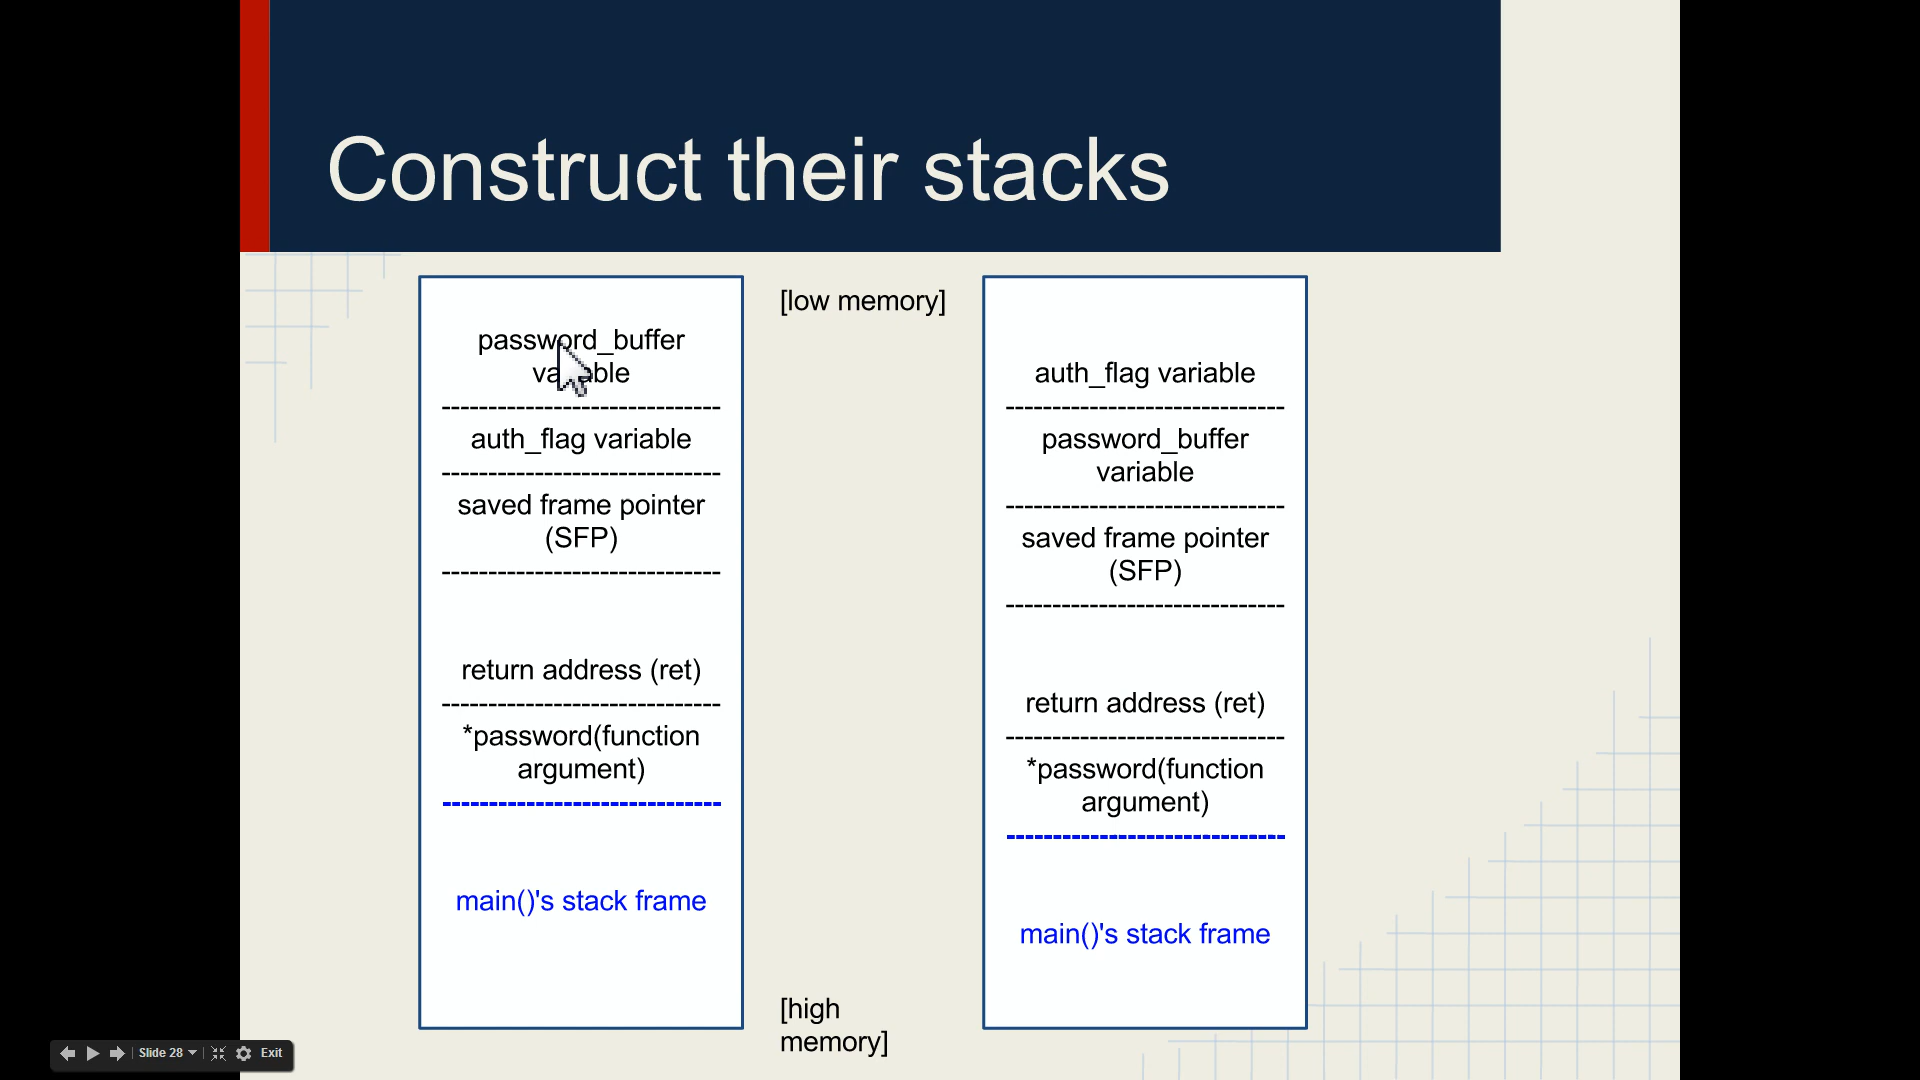 Construct their stacks
password_buffer
variable
-----------------------------
auth_flag variable
-----------------------------
saved frame pointer
(SFP)
-----------------------------
return address (ret)
-----------------------------
*password(function
argument)
-----------------------------
main()'s stack frame
[low memory]
[high
memory]
auth_flag variable
-----------------------------
password_buffer
variable
-----------------------------
saved frame pointer
(SFP)
-----------------------------
return address (ret)
-----------------------------
*password(function
argument)
-----------------------------
main()'s stack frame
Slide 28
Exit